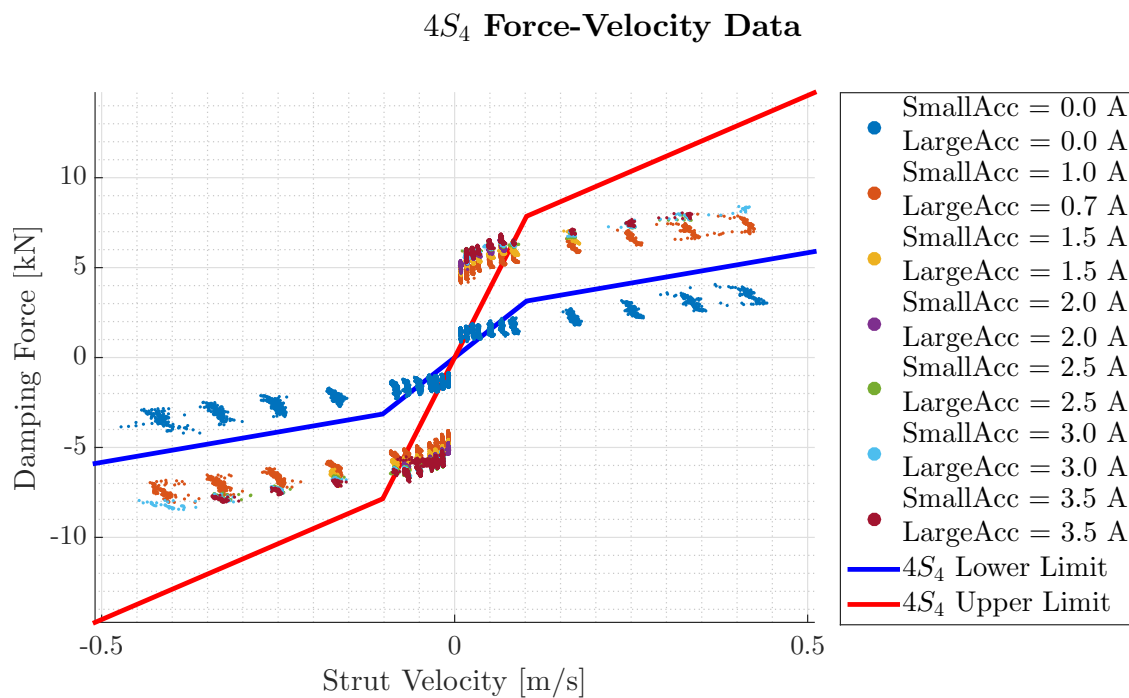 4S₄ Force-Velocity Data
10
5
0
-5
-10
-0.5
0
0.5
Damping Force [kN]
Strut Velocity [m/s]
SmallAcc = 0.0 A
LargeAcc = 0.0 A
SmallAcc = 1.0 A
LargeAcc = 0.7 A
SmallAcc = 1.5 A
LargeAcc = 1.5 A
SmallAcc = 2.0 A
LargeAcc = 2.0 A
SmallAcc = 2.5 A
LargeAcc = 2.5 A
SmallAcc = 3.0 A
LargeAcc = 3.0 A
SmallAcc = 3.5 A
LargeAcc = 3.5 A
4S₄ Lower Limit
4S₄ Upper Limit